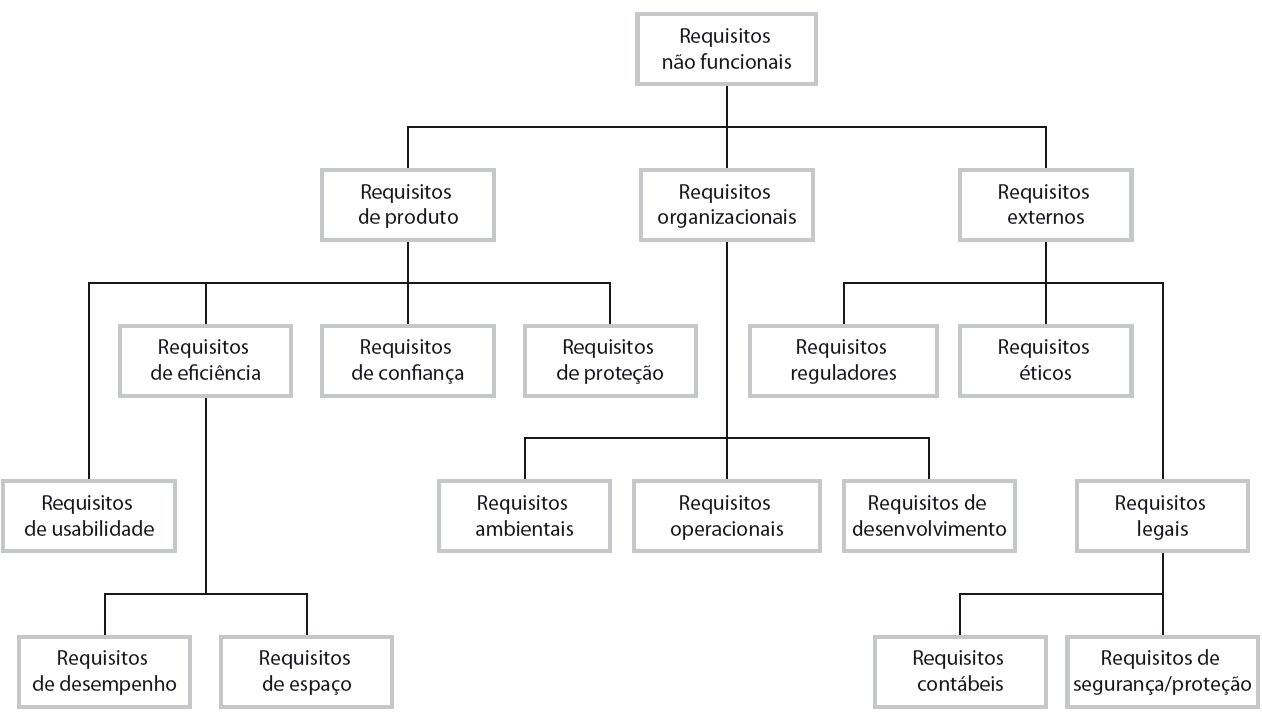 Requisitos
não funcionais
Requisitos
de produto
Requisitos
organizacionais
Requisitos
externos
Requisitos
de eficiência
Requisitos
de confiança
Requisitos
de proteção
Requisitos
reguladores
Requisitos
éticos
Requisitos
de usabilidade
Requisitos
ambientais
Requisitos
operacionais
Requisitos de
desenvolvimento
Requisitos
legais
Requisitos
de desempenho
Requisitos
de espaço
Requisitos
contábeis
Requisitos de
segurança/proteção